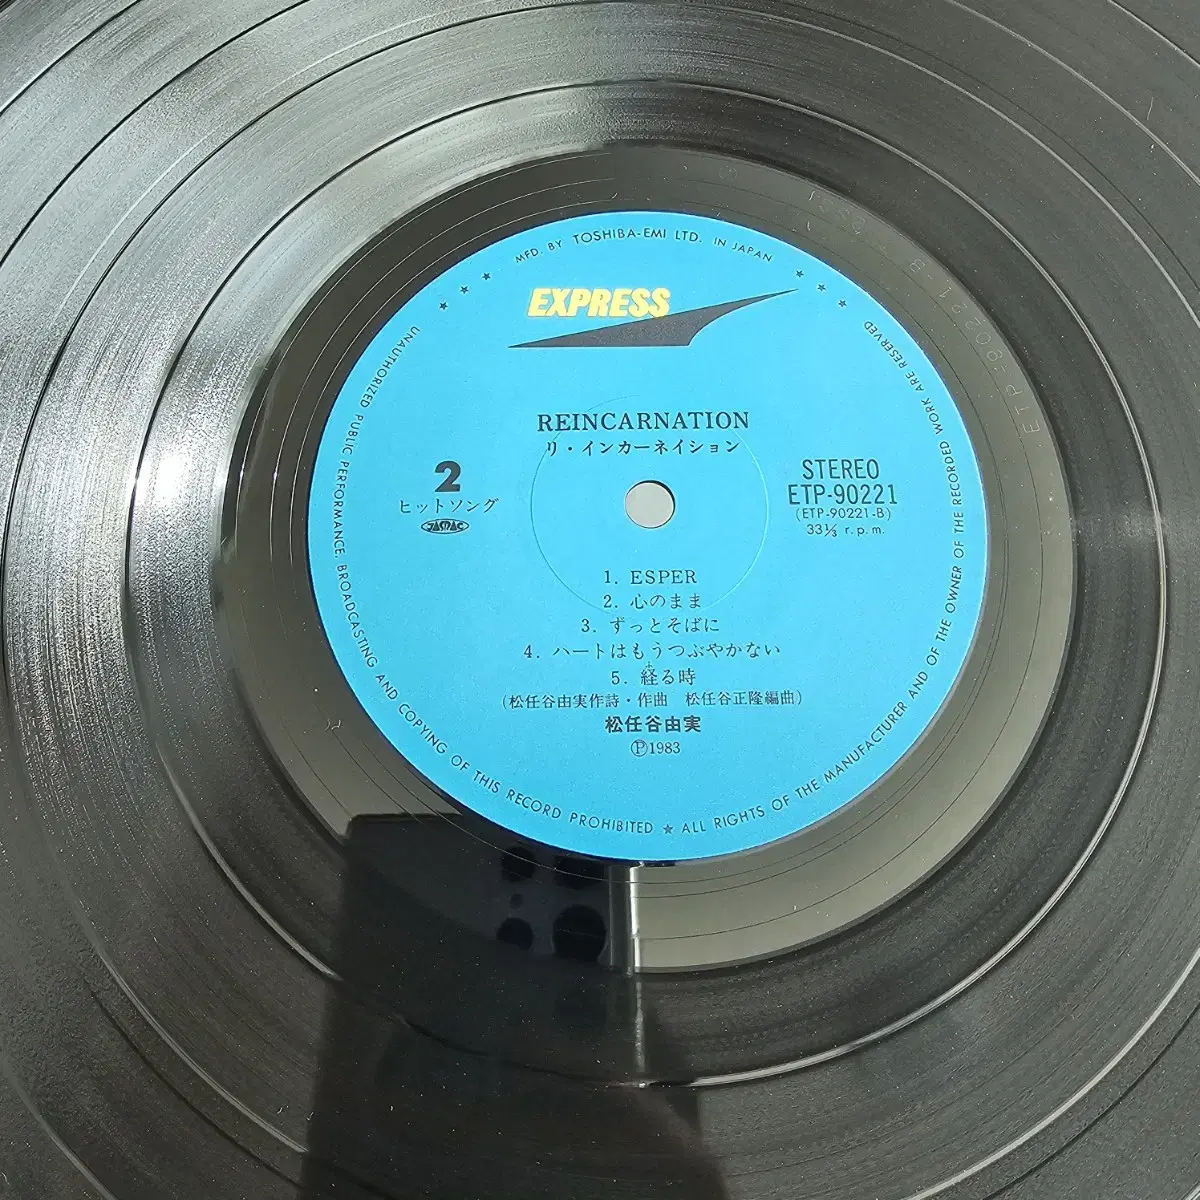 MFD. BY TOSHIBA-EMI LTD. IN JAPAN
EXPRESS
REINCARNATION
リ・インカーネイション
2
ヒットソング
JASRAC
STEREO
ETP-90221
(ETP-90221-B)
33⅓ r.p.m.
1. ESPER
2. 心のまま
3. ずっとそばに
4. ハートはもうつぶやかない
5. 経る時
(松任谷由実作詩・作曲 松任谷正隆編曲)
松任谷由実
Ⓟ1983
UNAUTHORIZED PUBLIC PERFORMANCE, BROADCASTING AND COPYING OF THIS RECORD PROHIBITED ★ ALL RIGHTS OF THE MANUFACTURER AND OF THE OWNER OF THE RECORDED WORK ARE RESERVED